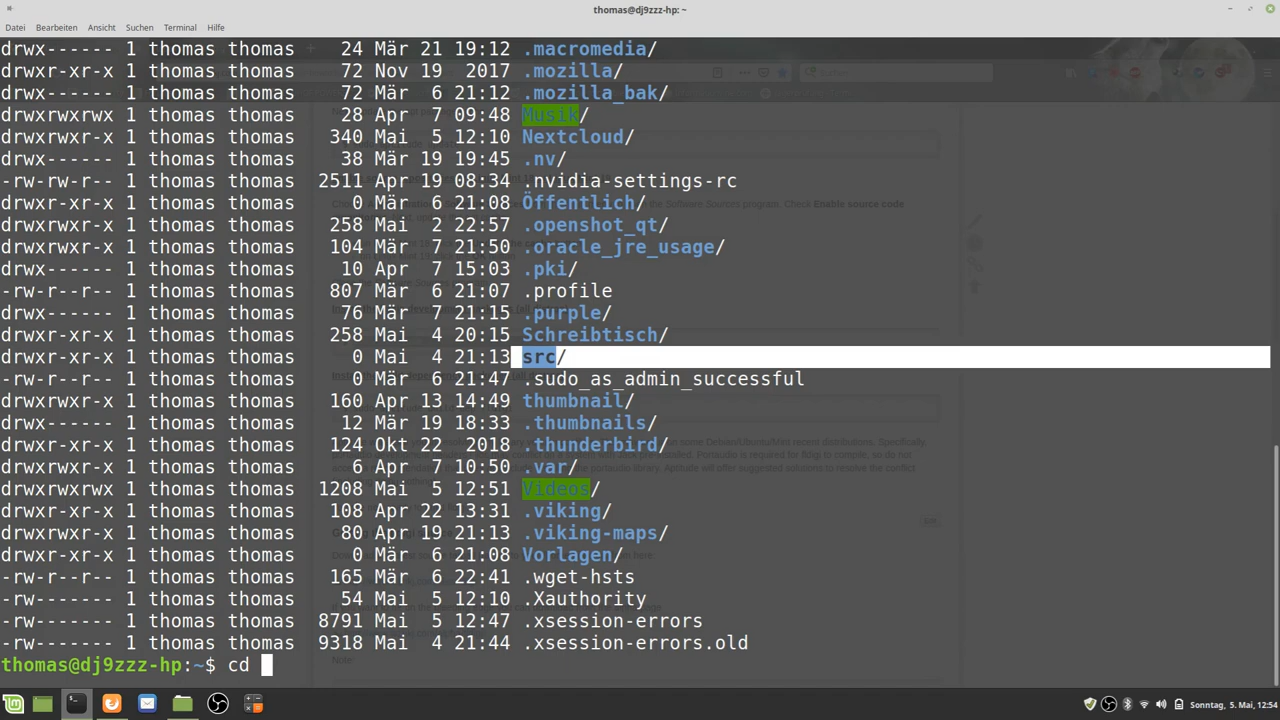 thomas@dj9zzz-hp: ~
Datei Bearbeiten Ansicht Suchen Terminal Hilfe
drwx------ 1 thomas thomas 24 Mär 21 19:12 .macromedia/
drwxr-xr-x 1 thomas thomas 72 Nov 19 2017 .mozilla/
drwxr-xr-x 1 thomas thomas 72 Mär 6 21:12 .mozilla_bak/
drwxrwxrwx 1 thomas thomas 28 Apr 7 09:48 Musik/
drwxrwxr-x 1 thomas thomas 340 Mai 5 12:10 Nextcloud/
drwx------ 1 thomas thomas 38 Mär 19 19:45 .nv/
-rw-rw-r-- 1 thomas thomas 2511 Apr 19 08:34 .nvidia-settings-rc
drwxr-xr-x 1 thomas thomas 0 Mär 6 21:08 Öffentlich/
drwxrwxr-x 1 thomas thomas 258 Mai 2 22:57 .openshot_qt/
drwxrwxr-x 1 thomas thomas 104 Mär 7 21:50 .oracle_jre_usage/
drwx------ 1 thomas thomas 10 Apr 7 15:03 .pki/
-rw-r--r-- 1 thomas thomas 807 Mär 6 21:07 .profile
drwx------ 1 thomas thomas 76 Mär 7 21:15 .purple/
drwxr-xr-x 1 thomas thomas 258 Mai 4 20:15 Schreibtisch/
drwxr-xr-x 1 thomas thomas 0 Mai 4 21:13 src/
-rw-r--r-- 1 thomas thomas 0 Mär 6 21:47 .sudo_as_admin_successful
drwxr-xr-x 1 thomas thomas 160 Apr 13 14:49 thumbnail/
drwx------ 1 thomas thomas 12 Mär 19 18:33 .thumbnails/
drwxr-xr-x 1 thomas thomas 124 Okt 22 2018 .thunderbird/
drwxrwxr-x 1 thomas thomas 6 Apr 7 10:50 .var/
drwxrwxrwx 1 thomas thomas 1208 Mai 5 12:51 Videos/
drwxr-xr-x 1 thomas thomas 108 Apr 22 13:31 .viking/
drwxrwxr-x 1 thomas thomas 80 Apr 19 21:13 .viking-maps/
drwxr-xr-x 1 thomas thomas 0 Mär 6 21:08 Vorlagen/
-rw-r--r-- 1 thomas thomas 165 Mär 6 22:41 .wget-hsts
-rw------- 1 thomas thomas 54 Mai 5 12:10 .Xauthority
-rw------- 1 thomas thomas 8791 Mai 5 12:47 .xsession-errors
-rw------- 1 thomas thomas 9318 Mai 4 21:44 .xsession-errors.old
thomas@dj9zzz-hp:~$ cd
Sonntag, 5. Mai, 12:54